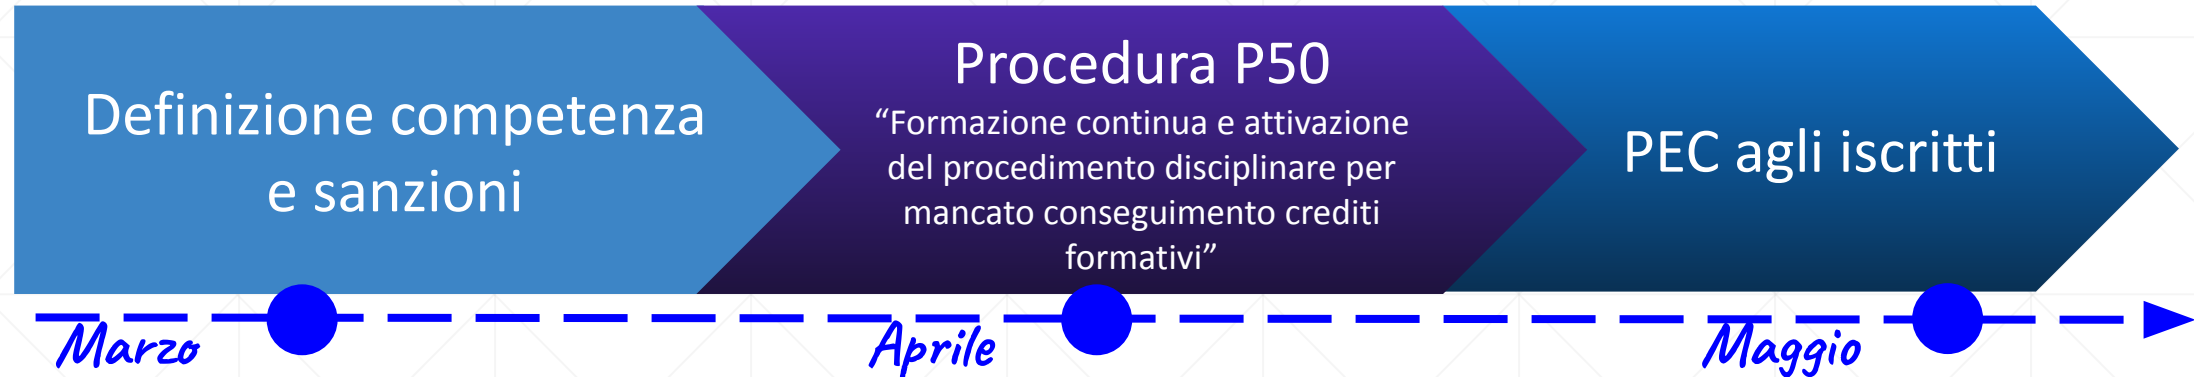 Definizione competenza
e sanzioni
Procedura P50
“Formazione continua e attivazione
del procedimento disciplinare per
mancato conseguimento crediti
formativi”
PEC agli iscritti
Marzo
Aprile
Maggio